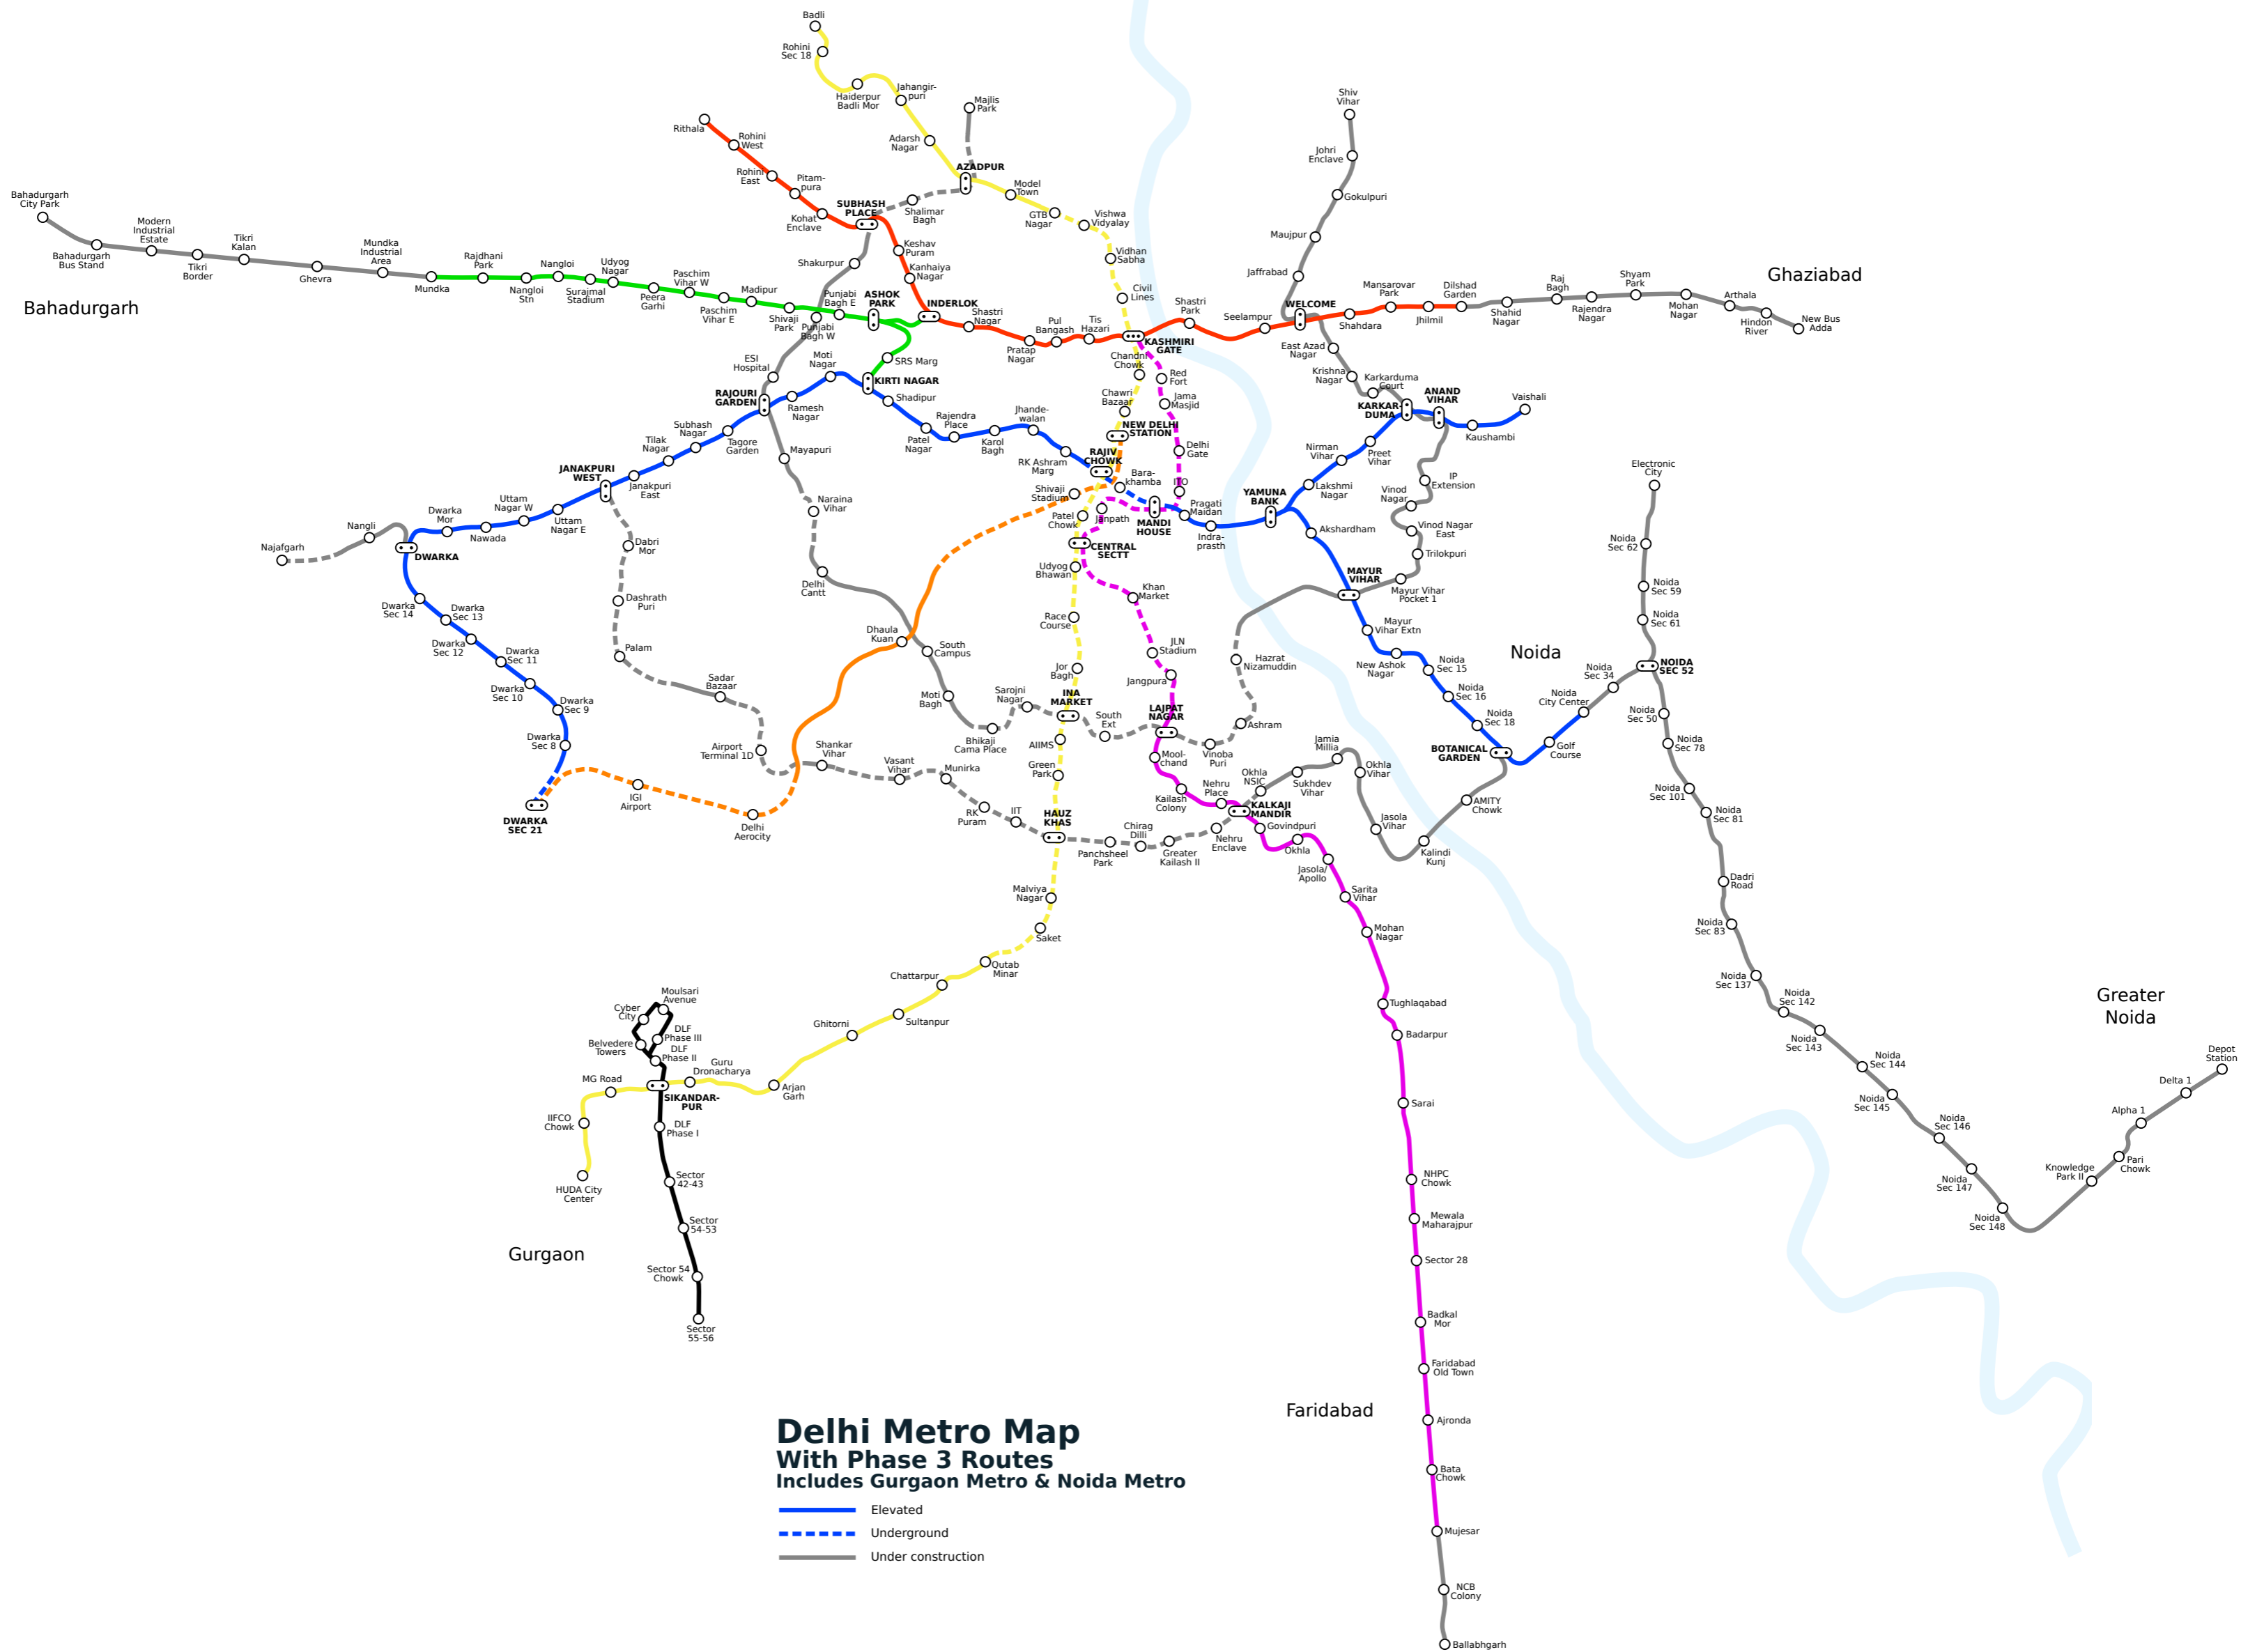 Badli
Rohini
Sec 18
Haiderpur
Badli Mor
Jahangir-
puri
Adarsh
Nagar
Majlis
Park
AZADPUR
Model
Town
GTB
Nagar
Vishwa
Vidyalay
Vidhan
Sabha
Civil
Lines
Shalimar
Bagh
Rithala
Rohini
West
Rohini
East
Pitam-
pura
Kohat
Enclave
SUBHASH
PLACE
Keshav
Puram
Kanhaiya
Nagar
Shakurpur
INDERLOK
Shastri
Nagar
Pratap
Nagar
Pul
Bangash
Tis
Hazari
KASHMIRI
GATE
Shastri
Park
Seelampur
WELCOME
Shahdara
Mansarovar
Park
Jhilmil
Dilshad
Garden
Shahid
Nagar
Raj
Bagh
Rajendra
Nagar
Shyam
Park
Mohan
Nagar
Arthala
Hindon
River
New Bus
Adda
Ghaziabad
Shiv
Vihar
Johri
Enclave
Gokulpuri
Maujpur
Jaffrabad
East Azad
Nagar
Krishna
Nagar
Karkarduma
Court
KARKAR-
DUMA
ANAND
VIHAR
Kaushambi
Vaishali
Bahadurgarh
City Park
Bahadurgarh
Bus Stand
Modern
Industrial
Estate
Tikri
Border
Tikri
Kalan
Ghevra
Mundka
Industrial
Area
Mundka
Rajdhani
Park
Nangloi
Stn
Nangloi
Surajmal
Stadium
Udyog
Nagar
Peera
Garhi
Paschim
Vihar W
Paschim
Vihar E
Madipur
Shivaji
Park
Punjabi
Bagh W
Punjabi
Bagh E
ASHOK
PARK
SRS Marg
KIRTI NAGAR
Bahadurgarh
ESI
Hospital
Moti
Nagar
RAJOURI
GARDEN
Ramesh
Nagar
Shadipur
Patel
Nagar
Rajendra
Place
Karol
Bagh
Jhande-
walan
RK Ashram
Marg
RAJIV
CHOWK
NEW DELHI
STATION
Chawri
Bazaar
Chandni
Chowk
Red
Fort
Jama
Masjid
Delhi
Gate
ITO
Bara-
khamba
MANDI
HOUSE
Pragati
Maidan
Indra-
prasth
YAMUNA
BANK
Lakshmi
Nagar
Nirman
Vihar
Preet
Vihar
IP
Extension
Vinod
Nagar
Vinod Nagar
East
Trilokpuri
Mayur Vihar
Pocket 1
MAYUR
VIHAR
Akshardham
Mayur
Vihar Extn
New Ashok
Nagar
Noida
Sec 15
Noida
Sec 16
Noida
Sec 18
BOTANICAL
GARDEN
Golf
Course
Noida
City Center
Noida
Sec 34
NOIDA
SEC 52
Noida
Electronic
City
Noida
Sec 62
Noida
Sec 59
Noida
Sec 61
Noida
Sec 50
Noida
Sec 78
Noida
Sec 101
Noida
Sec 81
Dadri
Road
Noida
Sec 83
Noida
Sec 137
Noida
Sec 142
Noida
Sec 143
Noida
Sec 144
Noida
Sec 145
Noida
Sec 146
Noida
Sec 147
Noida
Sec 148
Knowledge
Park II
Pari
Chowk
Alpha 1
Delta 1
Depot
Station
Greater
Noida
Tagore
Garden
Subhash
Nagar
Tilak
Nagar
Janakpuri
East
JANAKPURI
WEST
Uttam
Nagar E
Uttam
Nagar W
Nawada
Dwarka
Mor
DWARKA
Nangli
Najafgarh
Dwarka
Sec 14
Dwarka
Sec 13
Dwarka
Sec 12
Dwarka
Sec 11
Dwarka
Sec 10
Dwarka
Sec 9
Dwarka
Sec 8
DWARKA
SEC 21
IGI
Airport
Delhi
Aerocity
Dhaula
Kuan
Shivaji
Stadium
Mayapuri
Naraina
Vihar
Delhi
Cantt
South
Campus
Moti
Bagh
Bhikaji
Cama Place
Sarojni
Nagar
INA
MARKET
South
Ext
LAJPAT
NAGAR
Vinoba
Puri
Ashram
Hazrat
Nizamuddin
Dabri
Mor
Dashrath
Puri
Palam
Sadar
Bazaar
Airport
Terminal 1D
Shankar
Vihar
Vasant
Vihar
Munirka
RK
Puram
IIT
HAUZ
KHAS
Panchsheel
Park
Chirag
Dilli
Greater
Kailash II
Nehru
Enclave
KALKAJI
MANDIR
Okhla
NSIC
Sukhdev
Vihar
Jamia
Millia
Okhla
Vihar
Jasola
Vihar
Kalindi
Kunj
AMITY
Chowk
Patel
Chowk
Janpath
CENTRAL
SECTT
Udyog
Bhawan
Race
Course
Jor
Bagh
AIIMS
Green
Park
Malviya
Nagar
Saket
Qutab
Minar
Chattarpur
Sultanpur
Ghitorni
Arjan
Garh
Guru
Dronacharya
SIKANDAR-
PUR
MG Road
IIFCO
Chowk
HUDA City
Center
Khan
Market
JLN
Stadium
Jangpura
Mool-
chand
Kailash
Colony
Nehru
Place
Govindpuri
Okhla
Jasola/
Apollo
Sarita
Vihar
Mohan
Nagar
Tughlaqabad
Badarpur
Sarai
NHPC
Chowk
Mewala
Maharajpur
Sector 28
Badkal
Mor
Faridabad
Old Town
Ajronda
Bata
Chowk
Mujesar
NCB
Colony
Ballabhgarh
Faridabad
Moulsari
Avenue
Cyber
City
DLF
Phase III
Belvedere
Towers
DLF
Phase II
DLF
Phase I
Sector
42-43
Sector
54-53
Sector 54
Chowk
Sector
55-56
Gurgaon
Delhi Metro Map
With Phase 3 Routes
Includes Gurgaon Metro & Noida Metro
Elevated
Underground
Under construction